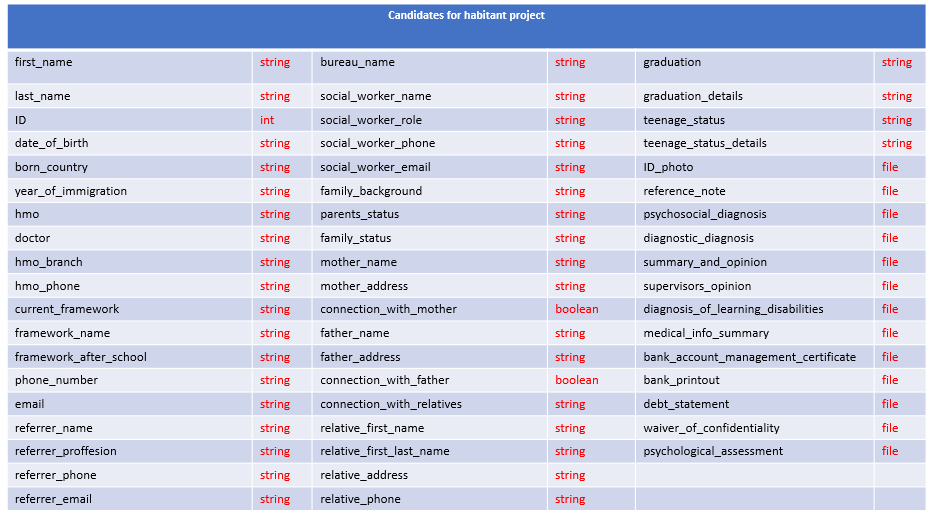 Candidates for habitant project
first_name string bureau_name string graduation string
last_name string social_worker_name string graduation_details string
ID int social_worker_role string teenage_status string
date_of_birth string social_worker_phone string teenage_status_details string
born_country string social_worker_email string ID_photo file
year_of_immigration string family_background string reference_note file
hmo string parents_status string psychosocial_diagnosis file
doctor string family_status string diagnostic_diagnosis file
hmo_branch string mother_name string summary_and_opinion file
hmo_phone string mother_address string supervisors_opinion file
current_framework string connection_with_mother boolean diagnosis_of_learning_disabilities file
framework_name string father_name string medical_info_summary file
framework_after_school string father_address string bank_account_management_certificate file
phone_number string connection_with_father boolean bank_printout file
email string connection_with_relatives string debt_statement file
referrer_name string relative_first_name string waiver_of_confidentiality file
referrer_proffesion string relative_first_last_name string psychological_assessment file
referrer_phone string relative_address string
referrer_email string relative_phone string